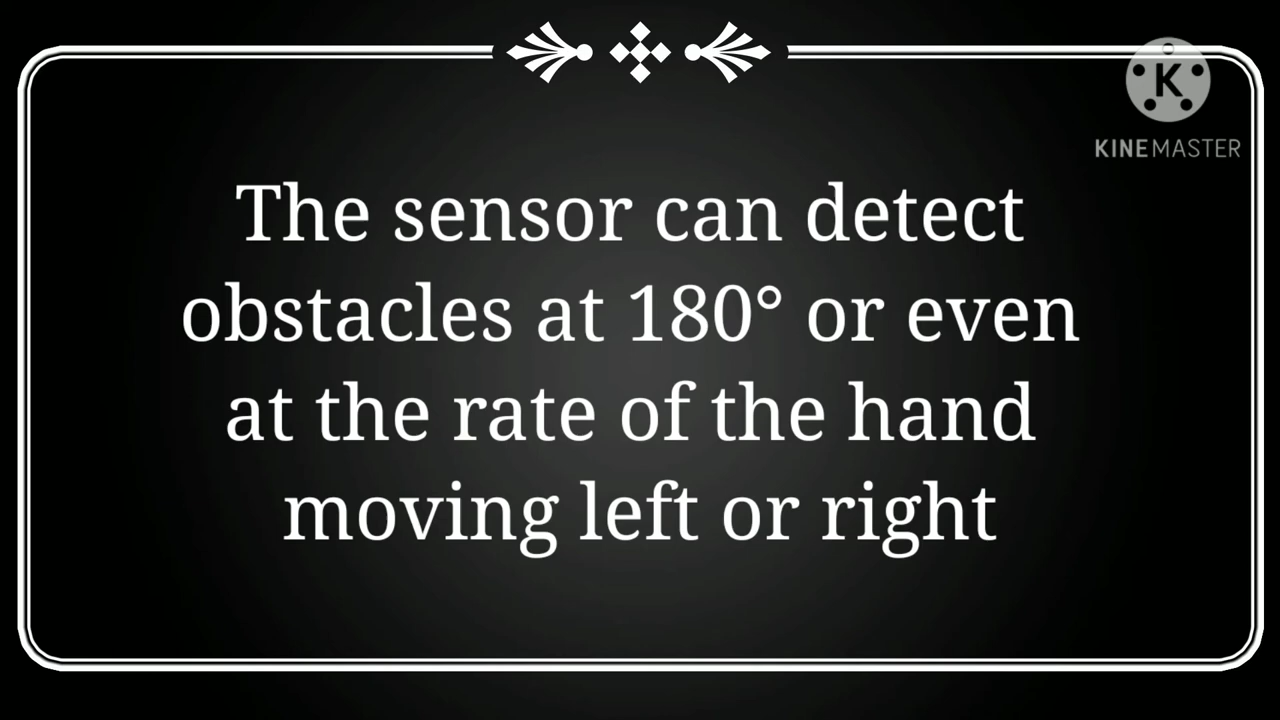 K
KINEMASTER
The sensor can detect
obstacles at 180° or even
at the rate of the hand
moving left or right